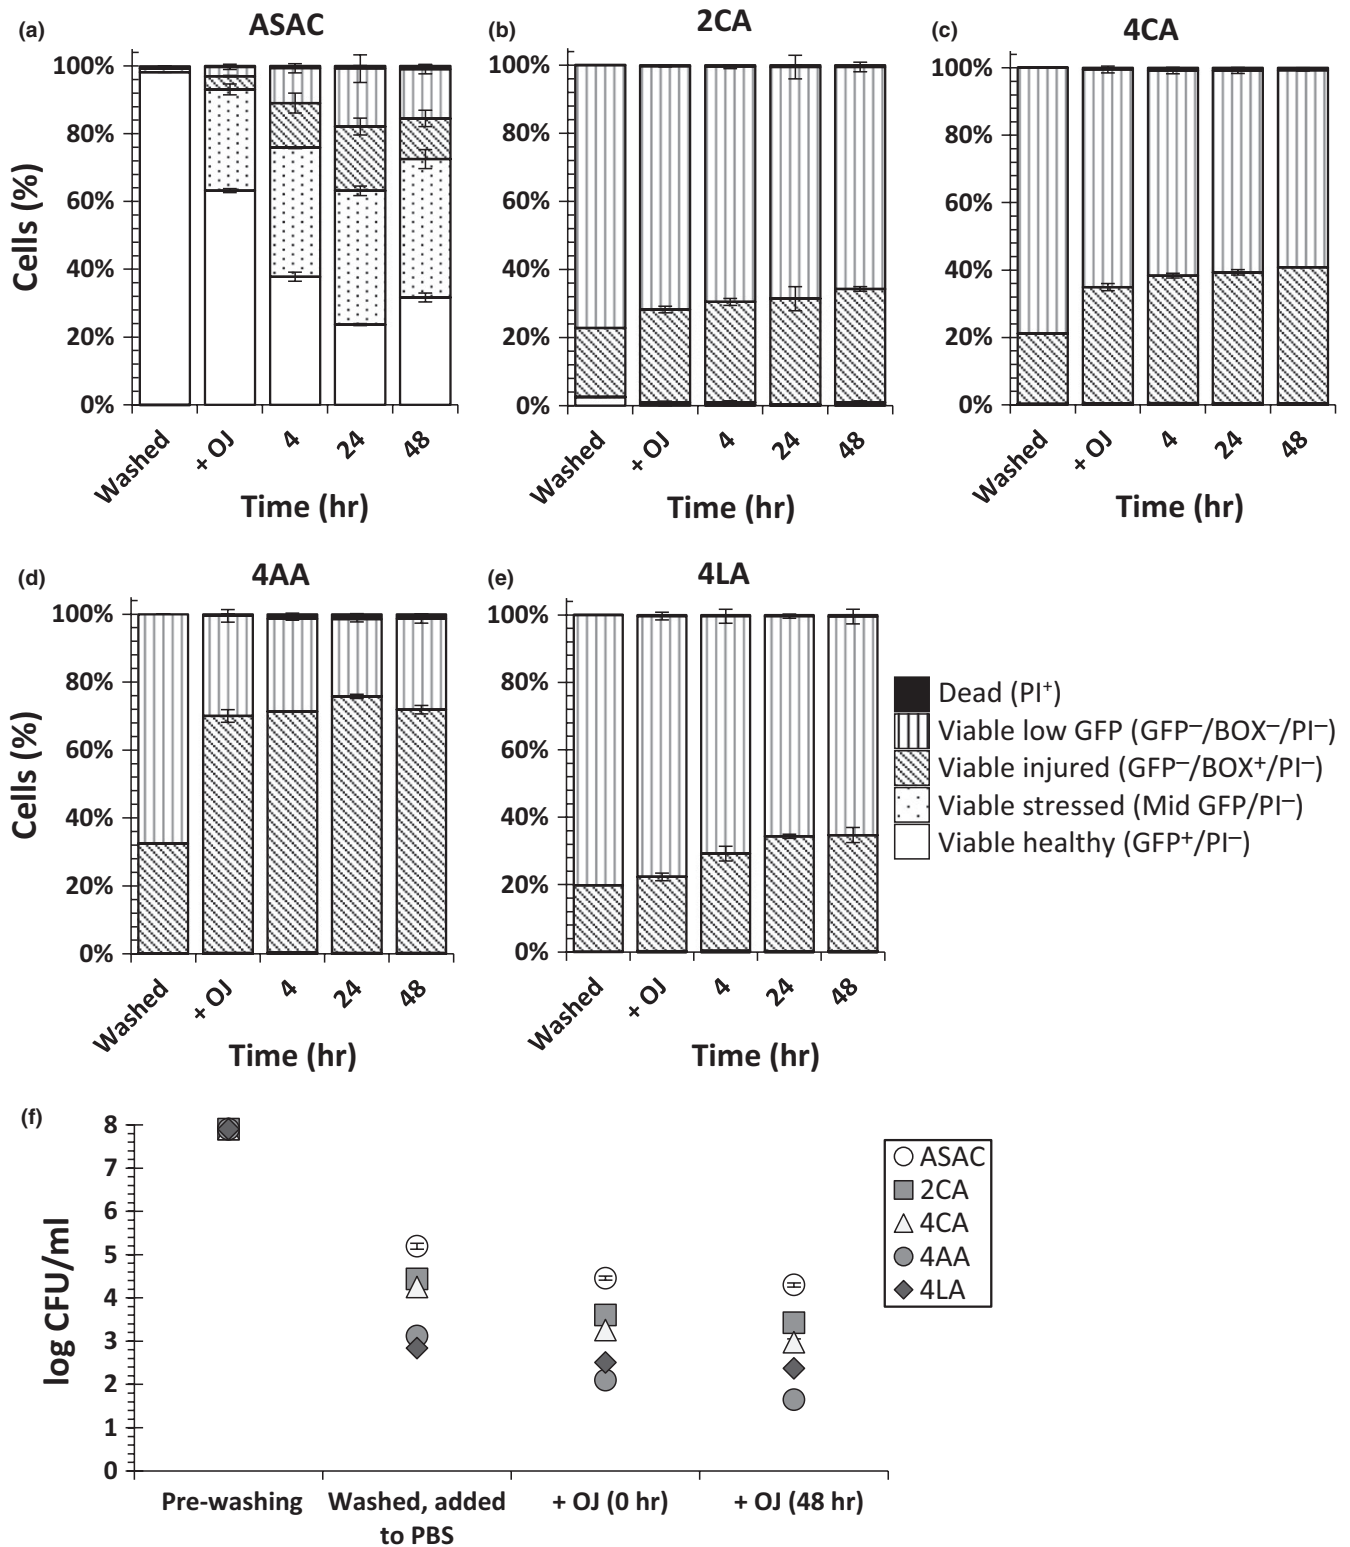 (a) ASAC
100%
80%
60%
40%
20%
0%
Cells (%)
Washed + OJ 4 24 48
Time (hr)
(b) 2CA
100%
80%
60%
40%
20%
0%
Washed + OJ 4 24 48
Time (hr)
(c) 4CA
100%
80%
60%
40%
20%
0%
Washed + OJ 4 24 48
Time (hr)
(d) 4AA
100%
80%
60%
40%
20%
0%
Cells (%)
Washed + OJ 4 24 48
Time (hr)
(e) 4LA
100%
80%
60%
40%
20%
0%
Washed + OJ 4 24 48
Time (hr)
Dead (PI⁺)
Viable low GFP (GFP⁻/BOX⁻/PI⁻)
Viable injured (GFP⁻/BOX⁺/PI⁻)
Viable stressed (Mid GFP/PI⁻)
Viable healthy (GFP⁺/PI⁻)
(f)
8
7
6
5
4
3
2
1
0
log CFU/ml
Pre-washing Washed, added + OJ (0 hr) + OJ (48 hr)
to PBS
ASAC
2CA
4CA
4AA
4LA